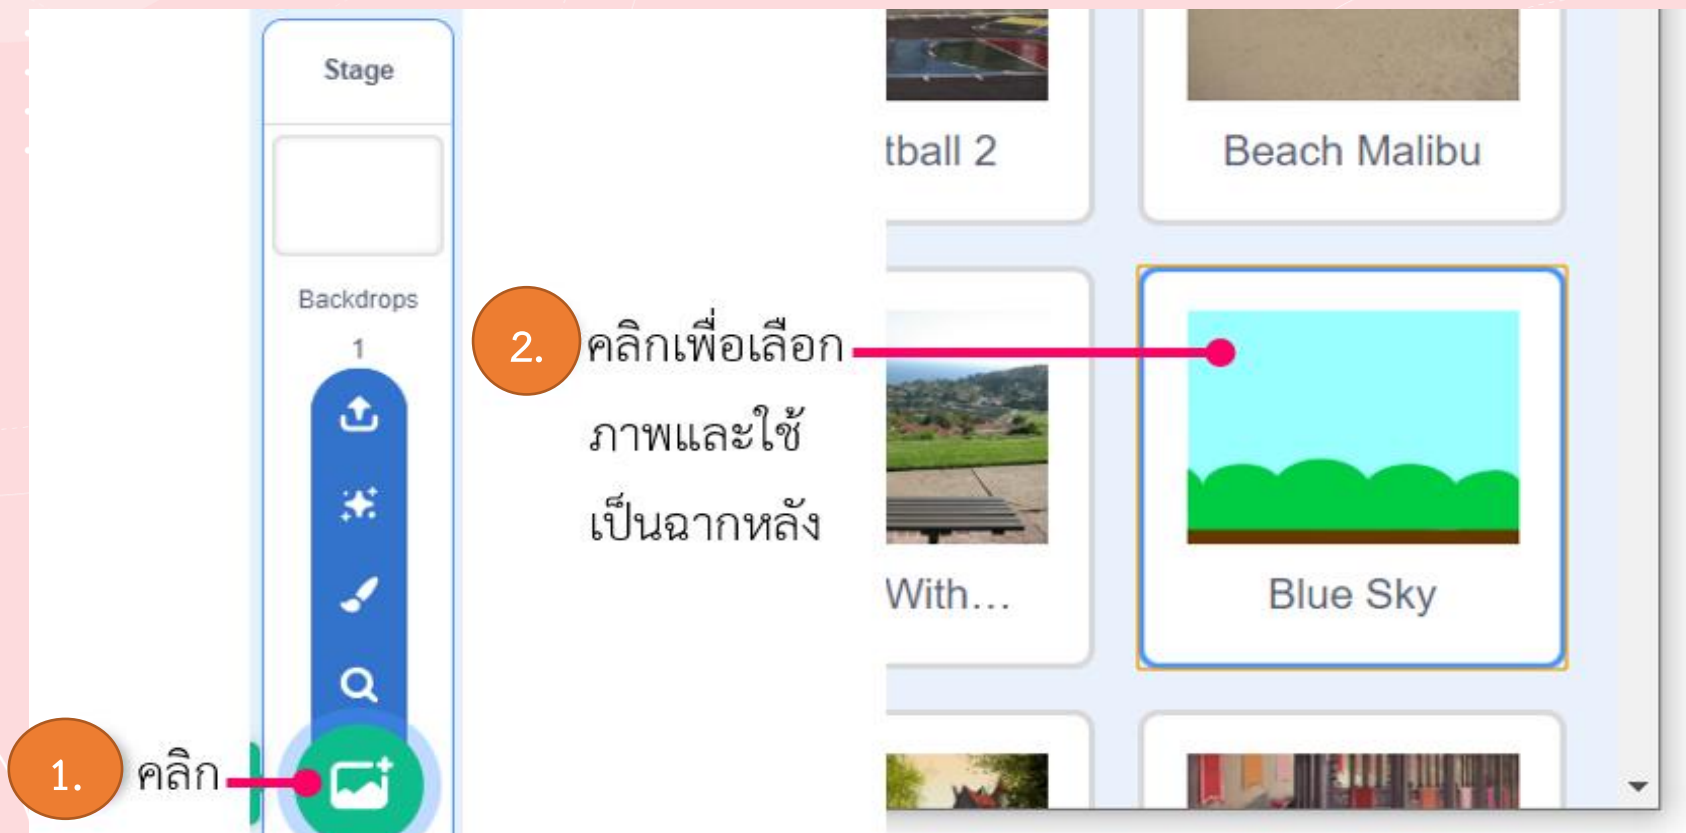 Stage
Backdrops
1
1.
คลิก
2.
คลิกเพื่อเลือก
ภาพและใช้
เป็นฉากหลัง
tball 2
Beach Malibu
With...
Blue Sky